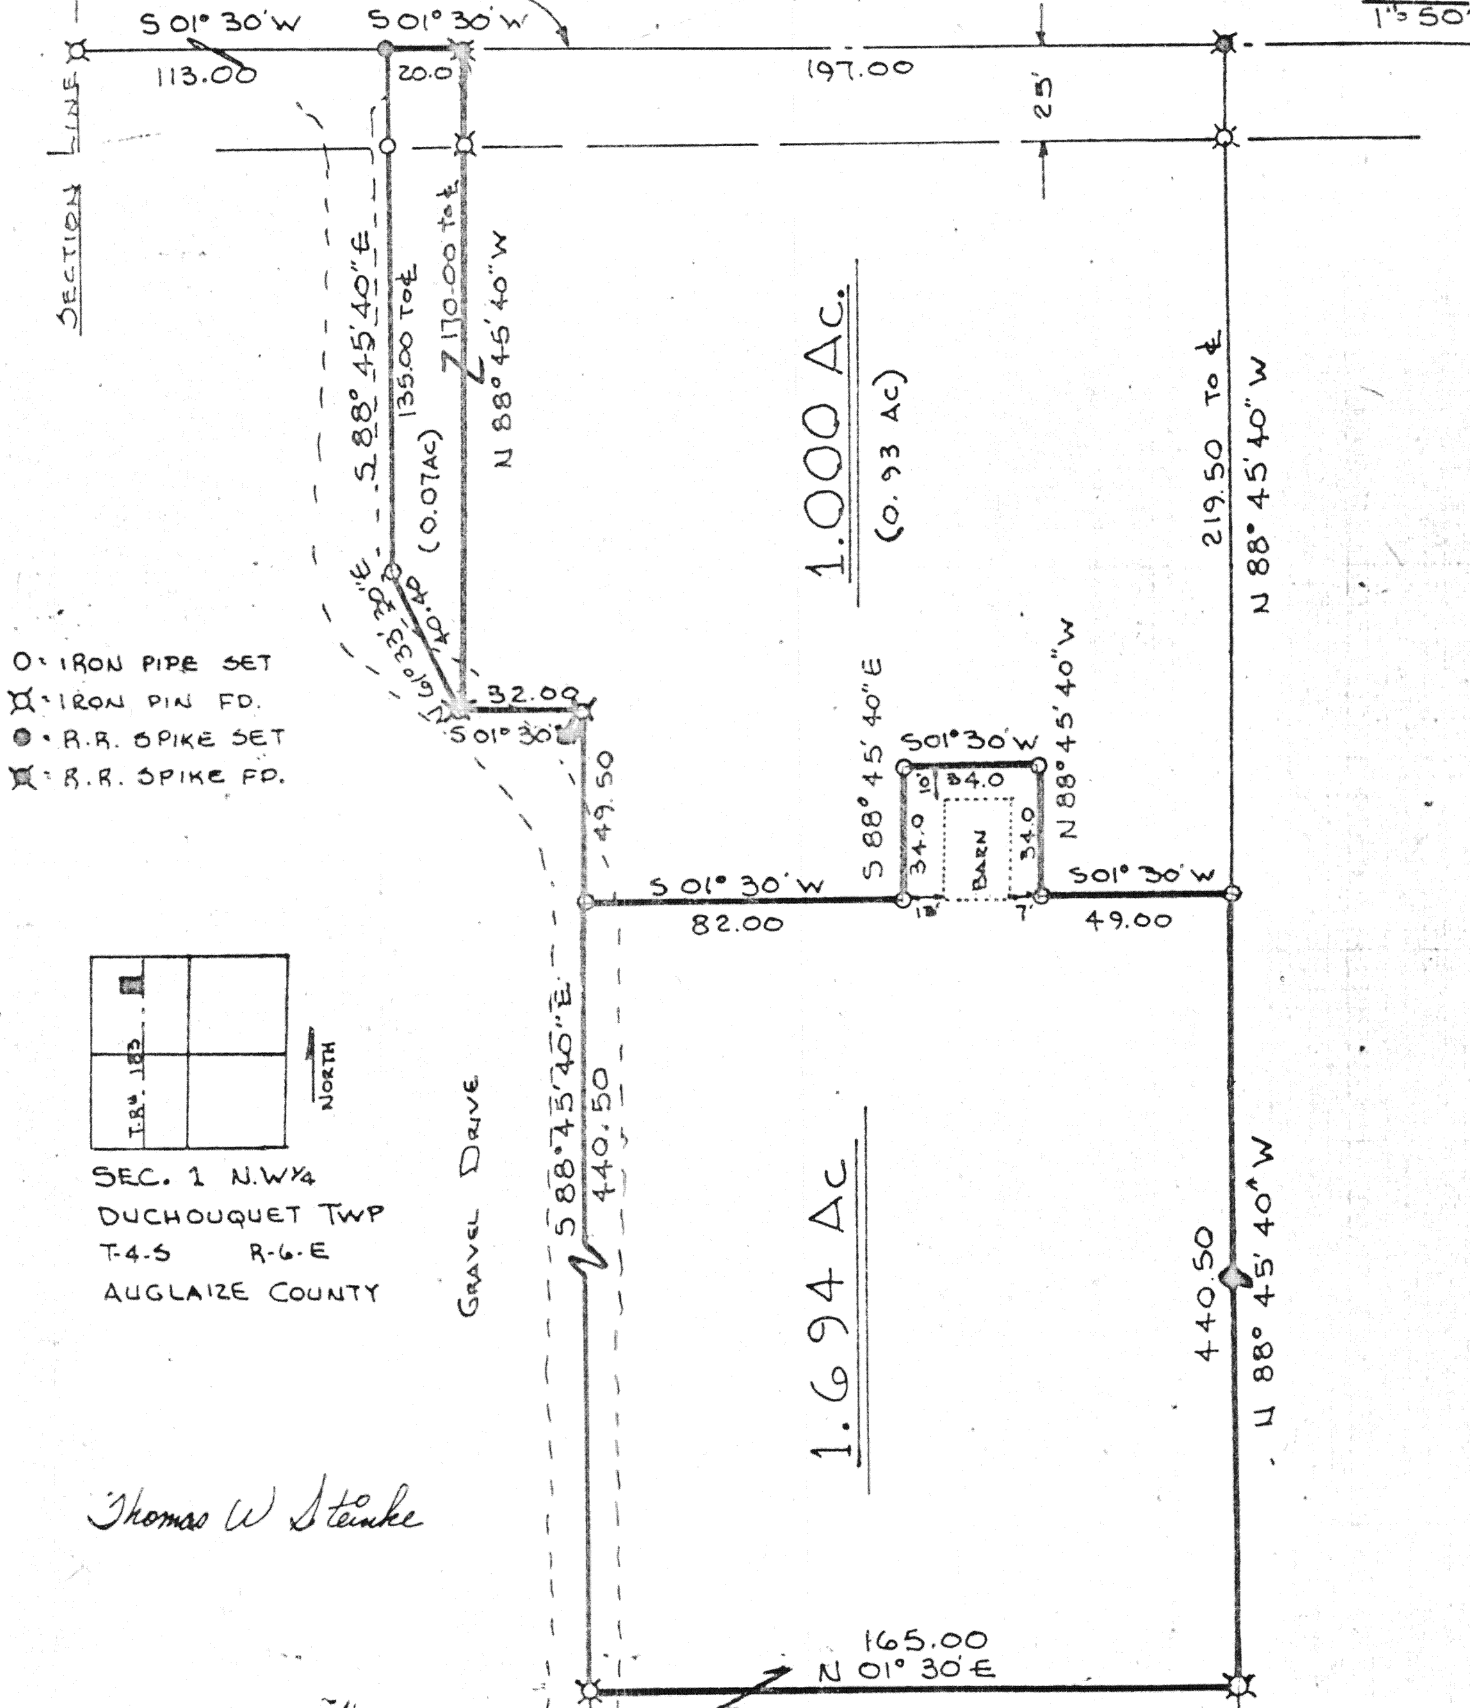 S 01° 30' W
S 01° 30' W
1"=50'
113.00
20.0
197.00
25'
SECTION LINE
S 88° 45' 40" E
135.00 To ℄
170.00 to ℄
N 88° 45' 40" W
(0.07AC)
1.000 AC.
(0.93 AC)
219.50 To ℄
N 88° 45' 40" W
N 61° 33' 20" E
40.40
O = IRON PIPE SET
= IRON PIN FD.
= R.R. SPIKE SET
= R.R. SPIKE FD.
32.00
S 01° 30'
49.50
S 88° 45' 40" E
S 01° 30' W
34.0
10'
N 88° 45' 40" W
34.0
BARN
34.0
S 01° 30' W
82.00
7'
S 01° 30' W
49.00
T.R. 183
NORTH
SEC. 1 N.W 1/4
DUCHOUQUET TWP
T-4-S R-6-E
AUGLAIZE COUNTY
GRAVEL DRIVE
S 88° 45' 40" E
440.50
1.694 AC
440.50
N 88° 45' 40" W
Thomas W Steinke
165.00
N 01° 30' E